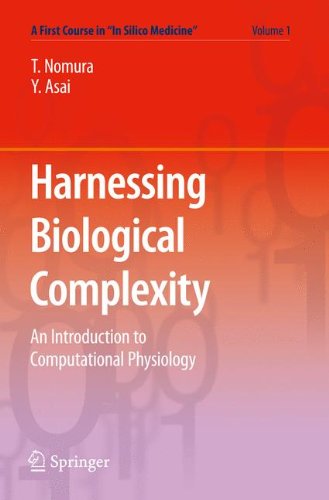 A First Course in "In Silico Medicine" Volume 1
T. Nomura
Y. Asai
Harnessing
Biological
Complexity
An Introduction to
Computational Physiology
Springer